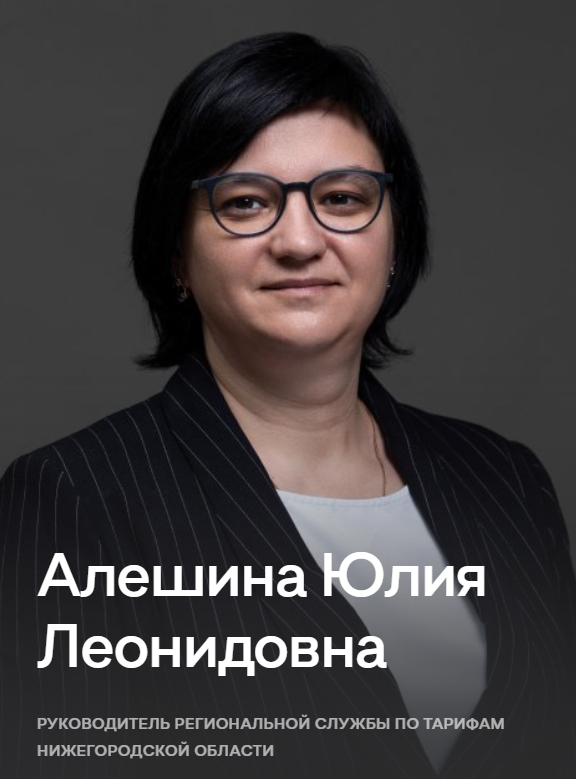 Алешина Юлия
Леонидовна
РУКОВОДИТЕЛЬ РЕГИОНАЛЬНОЙ СЛУЖБЫ ПО ТАРИФАМ
НИЖЕГОРОДСКОЙ ОБЛАСТИ